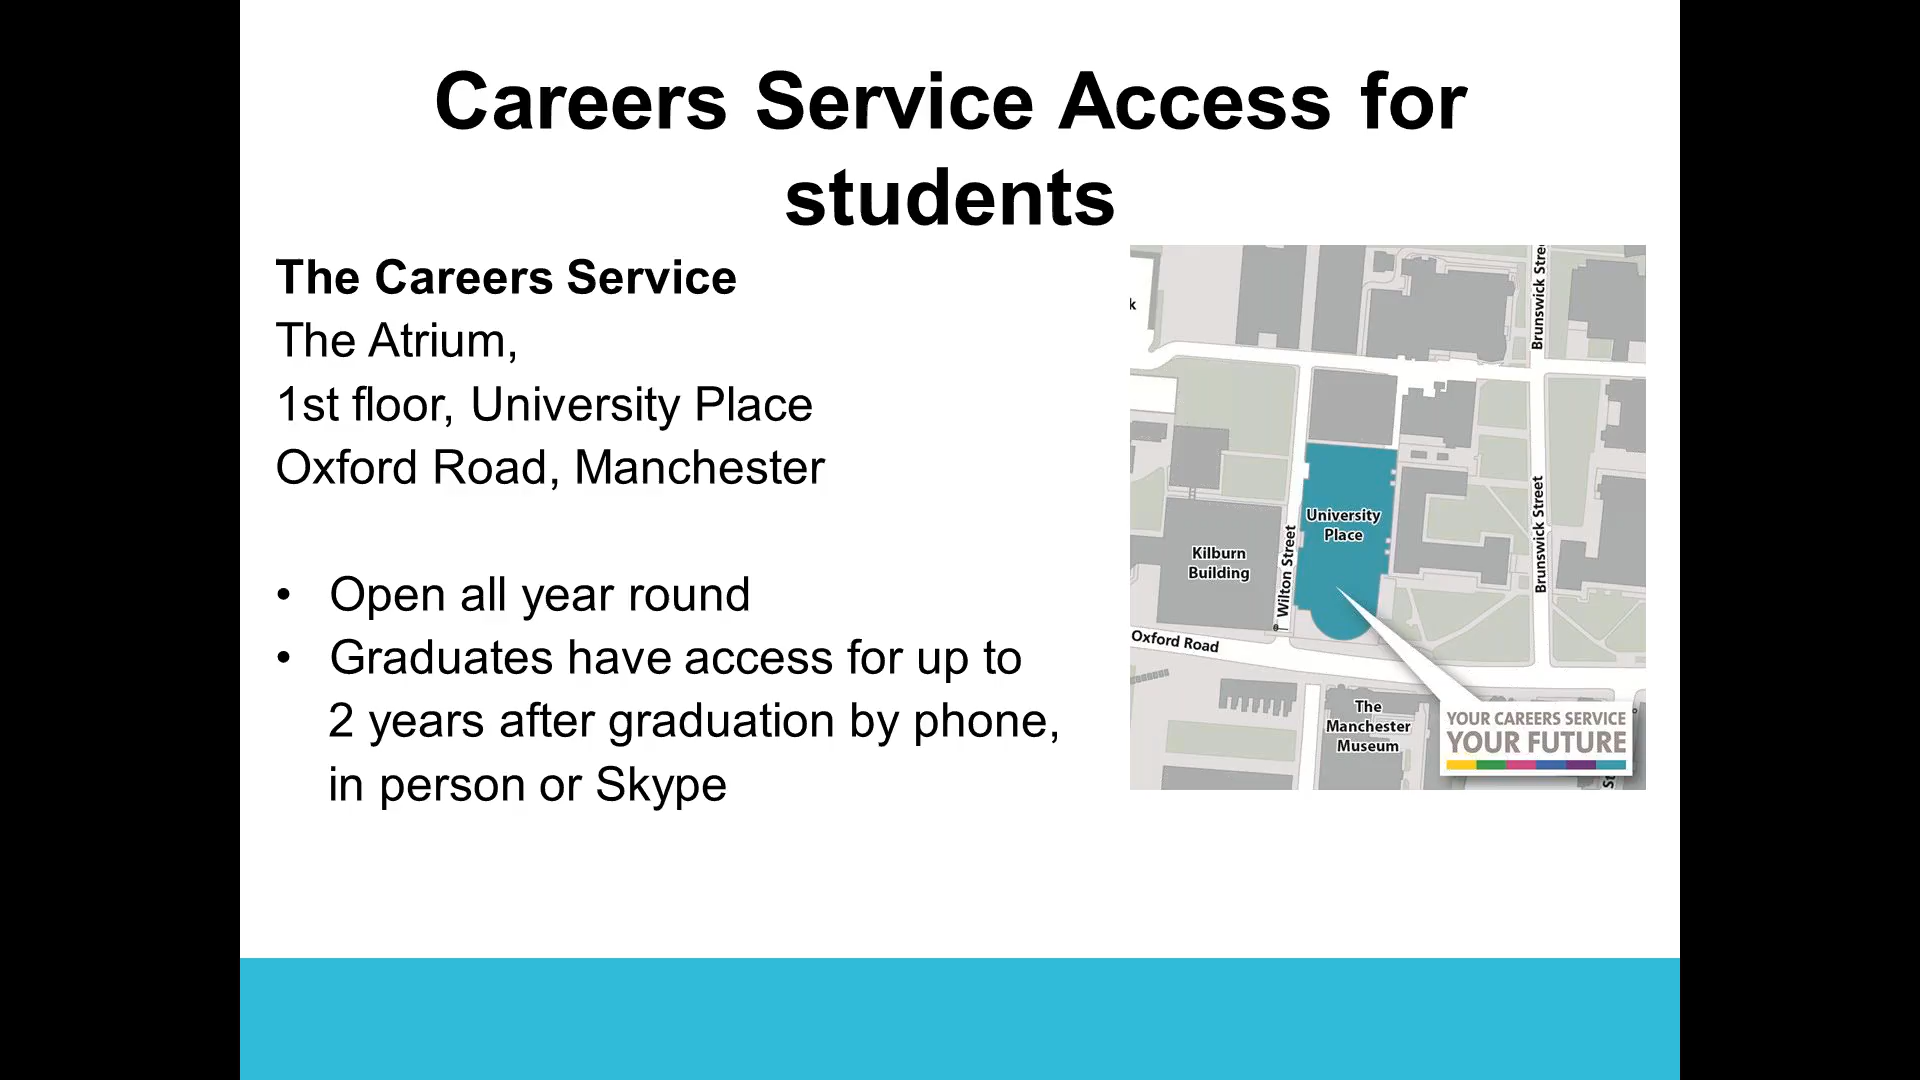 Careers Service Access for
students
The Careers Service
The Atrium,
1st floor, University Place
Oxford Road, Manchester
• Open all year round
• Graduates have access for up to
2 years after graduation by phone,
in person or Skype
Brunswick Stree
k
University
Place
Kilburn
Building
Wilton Street
Brunswick Street
Oxford Road
The
Manchester
Museum
YOUR CAREERS SERVICE
YOUR FUTURE